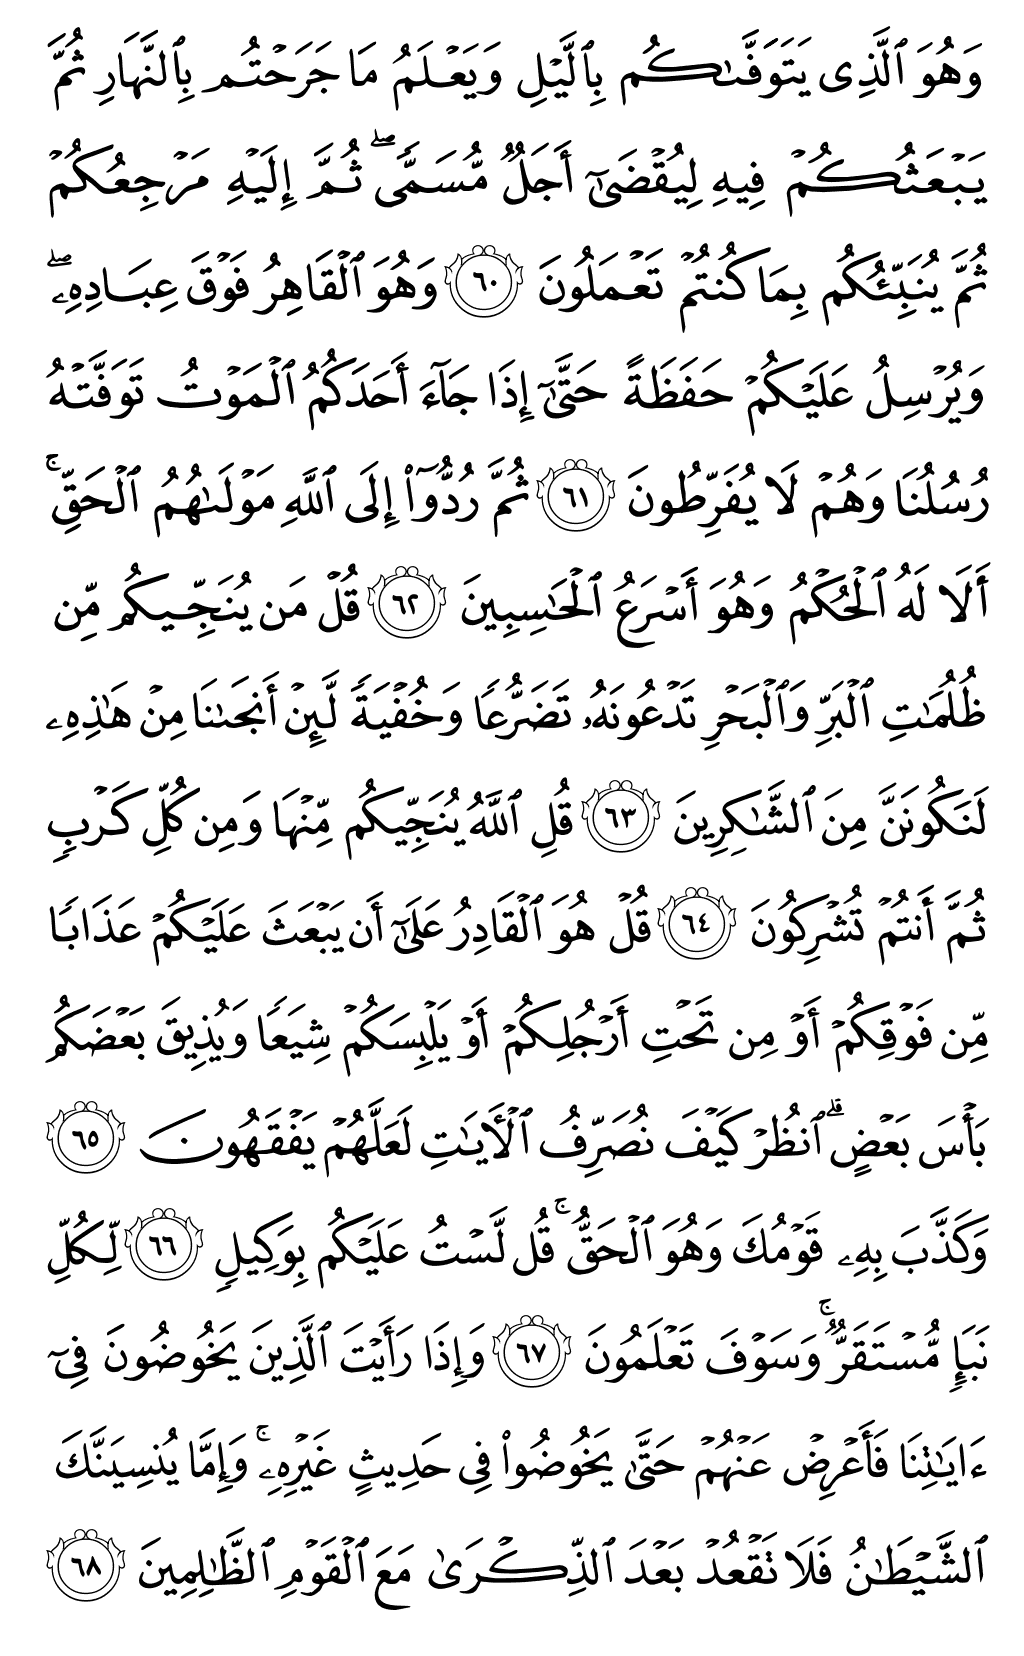 وَهُوَ ٱلَّذِى يَتَوَفَّىٰكُم بِٱلَّيْلِ وَيَعْلَمُ مَا جَرَحْتُم بِٱلنَّهَارِ ثُمَّ
يَبْعَثُكُمْ فِيهِ لِيُقْضَىٰٓ أَجَلٌ مُّسَمًّى ۖ ثُمَّ إِلَيْهِ مَرْجِعُكُمْ
ثُمَّ يُنَبِّئُكُم بِمَا كُنتُمْ تَعْمَلُونَ ٦٠ وَهُوَ ٱلْقَاهِرُ فَوْقَ عِبَادِهِۦ ۖ
وَيُرْسِلُ عَلَيْكُمْ حَفَظَةً حَتَّىٰٓ إِذَا جَآءَ أَحَدَكُمُ ٱلْمَوْتُ تَوَفَّتْهُ
رُسُلُنَا وَهُمْ لَا يُفَرِّطُونَ ٦١ ثُمَّ رُدُّوٓا۟ إِلَى ٱللَّهِ مَوْلَىٰهُمُ ٱلْحَقِّ ۚ
أَلَا لَهُ ٱلْحُكْمُ وَهُوَ أَسْرَعُ ٱلْحَـٰسِبِينَ ٦٢ قُلْ مَن يُنَجِّيكُم مِّن
ظُلُمَـٰتِ ٱلْبَرِّ وَٱلْبَحْرِ تَدْعُونَهُۥ تَضَرُّعًا وَخُفْيَةً لَّئِنْ أَنجَىٰنَا مِنْ هَـٰذِهِۦ
لَنَكُونَنَّ مِنَ ٱلشَّـٰكِرِينَ ٦٣ قُلِ ٱللَّهُ يُنَجِّيكُم مِّنْهَا وَمِن كُلِّ كَرْبٍ
ثُمَّ أَنتُمْ تُشْرِكُونَ ٦٤ قُلْ هُوَ ٱلْقَادِرُ عَلَىٰٓ أَن يَبْعَثَ عَلَيْكُمْ عَذَابًا
مِّن فَوْقِكُمْ أَوْ مِن تَحْتِ أَرْجُلِكُمْ أَوْ يَلْبِسَكُمْ شِيَعًا وَيُذِيقَ بَعْضَكُم
بَأْسَ بَعْضٍ ۗ ٱنظُرْ كَيْفَ نُصَرِّفُ ٱلْـَٔايَـٰتِ لَعَلَّهُمْ يَفْقَهُونَ ٦٥
وَكَذَّبَ بِهِۦ قَوْمُكَ وَهُوَ ٱلْحَقُّ ۚ قُل لَّسْتُ عَلَيْكُم بِوَكِيلٍ ٦٦ لِّكُلِّ
نَبَإٍ مُّسْتَقَرٌّ ۚ وَسَوْفَ تَعْلَمُونَ ٦٧ وَإِذَا رَأَيْتَ ٱلَّذِينَ يَخُوضُونَ فِىٓ
ءَايَـٰتِنَا فَأَعْرِضْ عَنْهُمْ حَتَّىٰ يَخُوضُوا۟ فِى حَدِيثٍ غَيْرِهِۦ ۚ وَإِمَّا يُنسِيَنَّكَ
ٱلشَّيْطَـٰنُ فَلَا تَقْعُدْ بَعْدَ ٱلذِّكْرَىٰ مَعَ ٱلْقَوْمِ ٱلظَّـٰلِمِينَ ٦٨